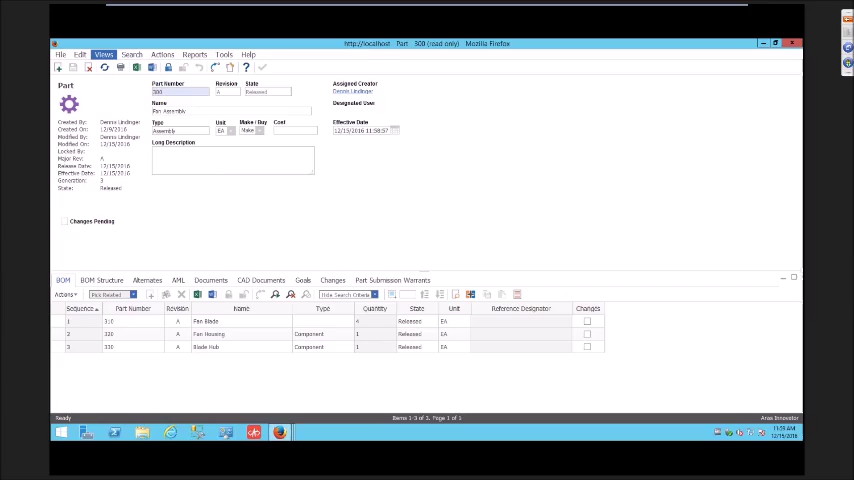 http://localhost - Part - 300 (read only) - Mozilla Firefox
File Edit Views Search Actions Reports Tools Help
Part
Part Number Revision State
300 A Released
Assigned Creator
Dennis Lindinger
Name
Fan Assembly
Designated User
Type Unit Make / Buy Cost
Assembly EA Make
Effective Date
12/15/2016 11:58:57
Long Description
Created By: Dennis Lindinger
Created On: 12/9/2016
Modified By: Dennis Lindinger
Modified On: 12/15/2016
Locked By:
Major Rev: A
Release Date: 12/15/2016
Effective Date: 12/15/2016
Generation: 3
State: Released
Changes Pending
BOM BOM Structure Alternates AML Documents CAD Documents Goals Changes Part Submission Warrants
Actions Pick Related Hide Search Criteria
Sequence Part Number Revision Name Type Quantity State Unit Reference Designator Changes
1 310 A Fan Blade 4 Released EA
2 320 A Fan Housing Component 1 Released EA
3 330 A Blade Hub Component 1 Released EA
Ready Items 1-3 of 3. Page 1 of 1 Aras Innovator
11:59 AM
12/15/2016